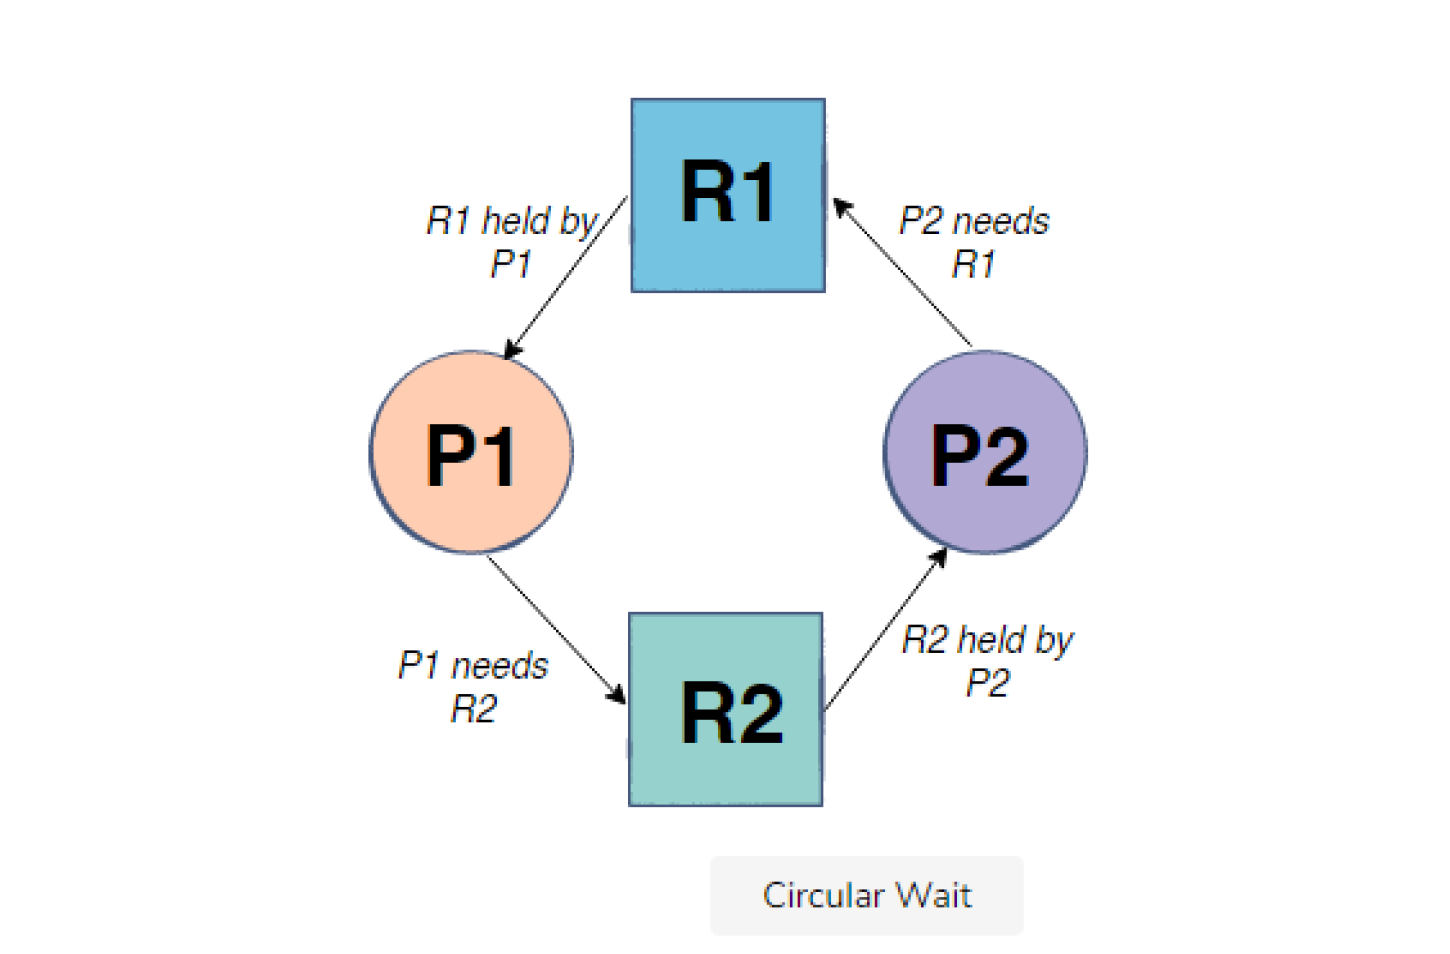 R1
R1 held by
P1
P2 needs
R1
P1
P2
P1 needs
R2
R2
R2 held by
P2
Circular Wait